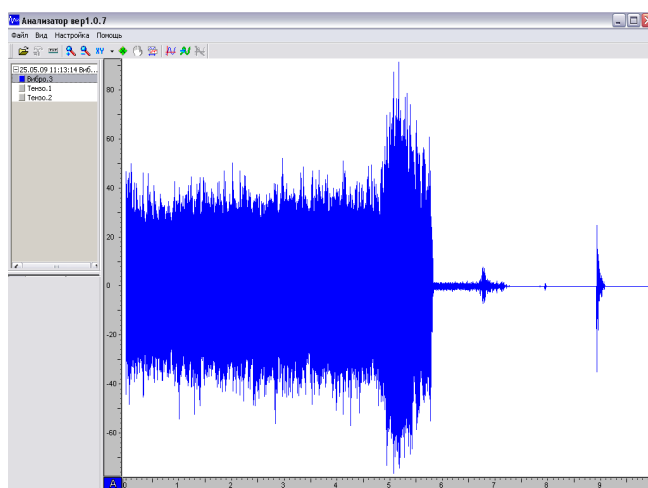 Анализатор вер1.0.7
Файл Вид Настройка Помощь
XY
25.05.09 11:13:14 Виб...
Вибро.3
Тензо.1
Тензо.2
80
60
40
20
0
-20
-40
-60
A
0 1 2 3 4 5 6 7 8 9